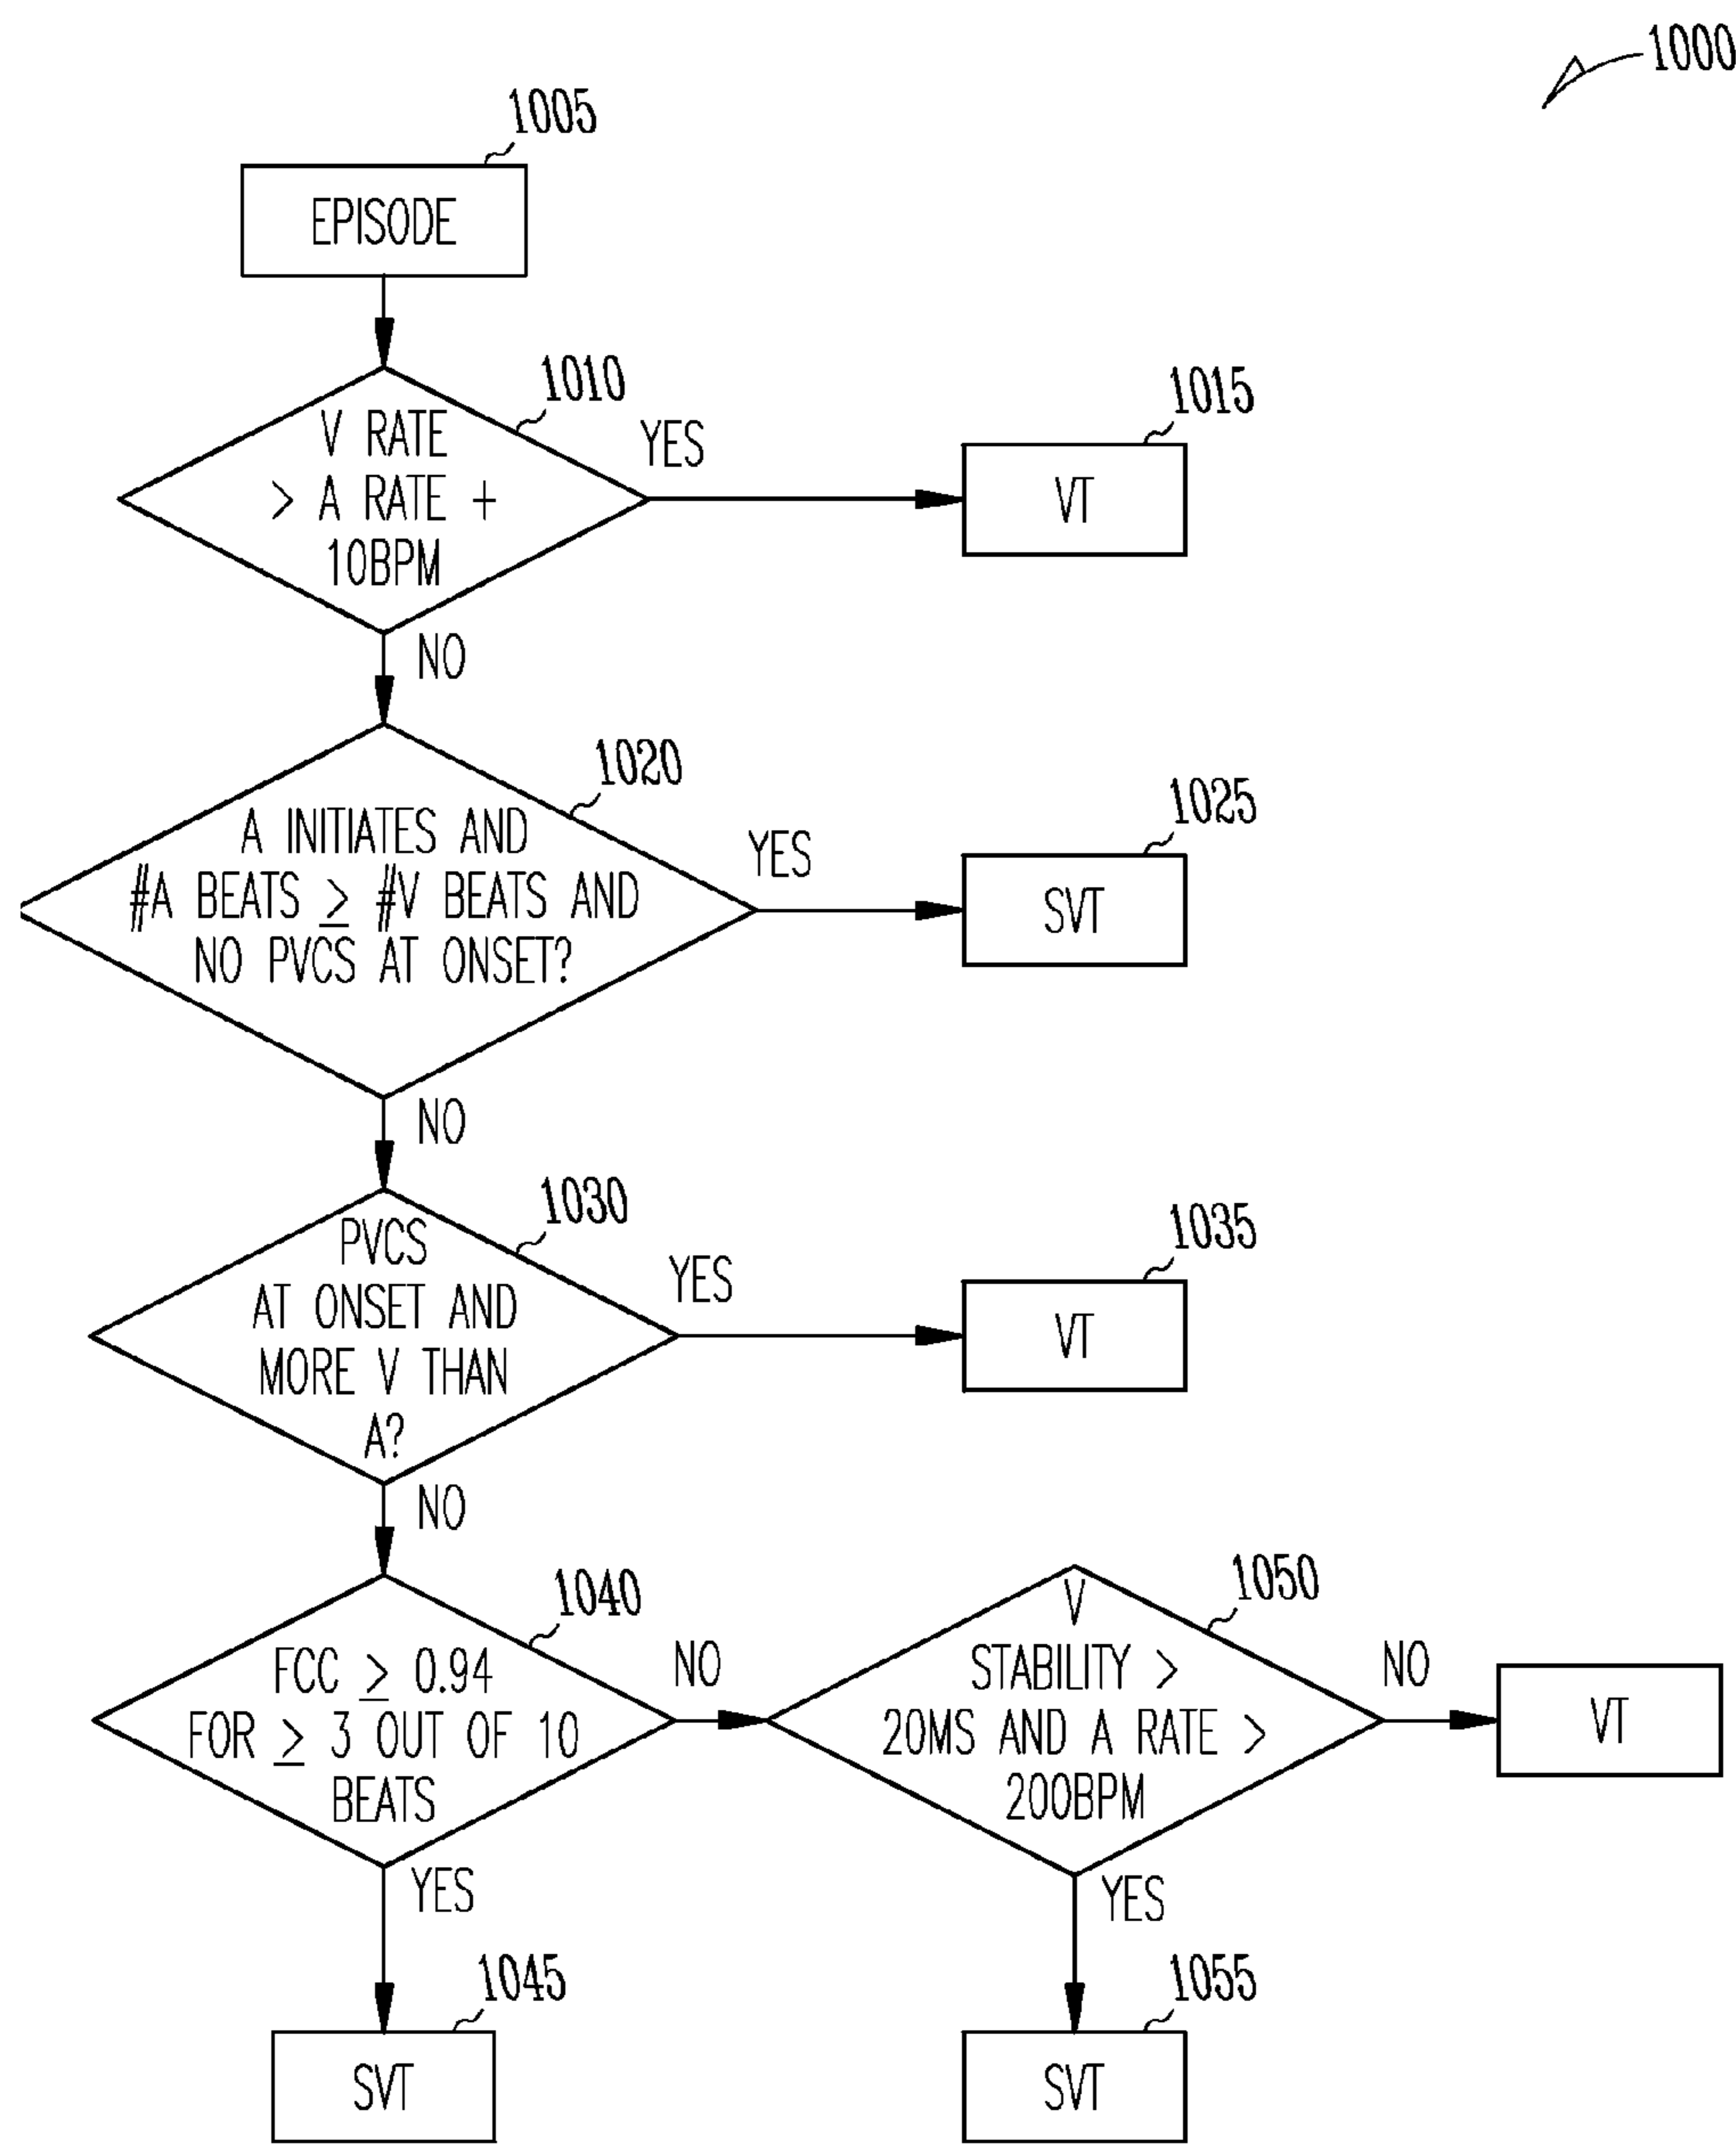 1000
1005
EPISODE
1010
V RATE
> A RATE +
10BPM
YES
1015
VT
NO
1020
A INITIATES AND
#A BEATS ≥ #V BEATS AND
NO PVCS AT ONSET?
YES
1025
SVT
NO
1030
PVCS
AT ONSET AND
MORE V THAN
A?
YES
1035
VT
NO
1040
FCC ≥ 0.94
FOR ≥ 3 OUT OF 10
BEATS
NO
1050
V
STABILITY >
20MS AND A RATE >
200BPM
NO
VT
YES
1045
SVT
YES
1055
SVT